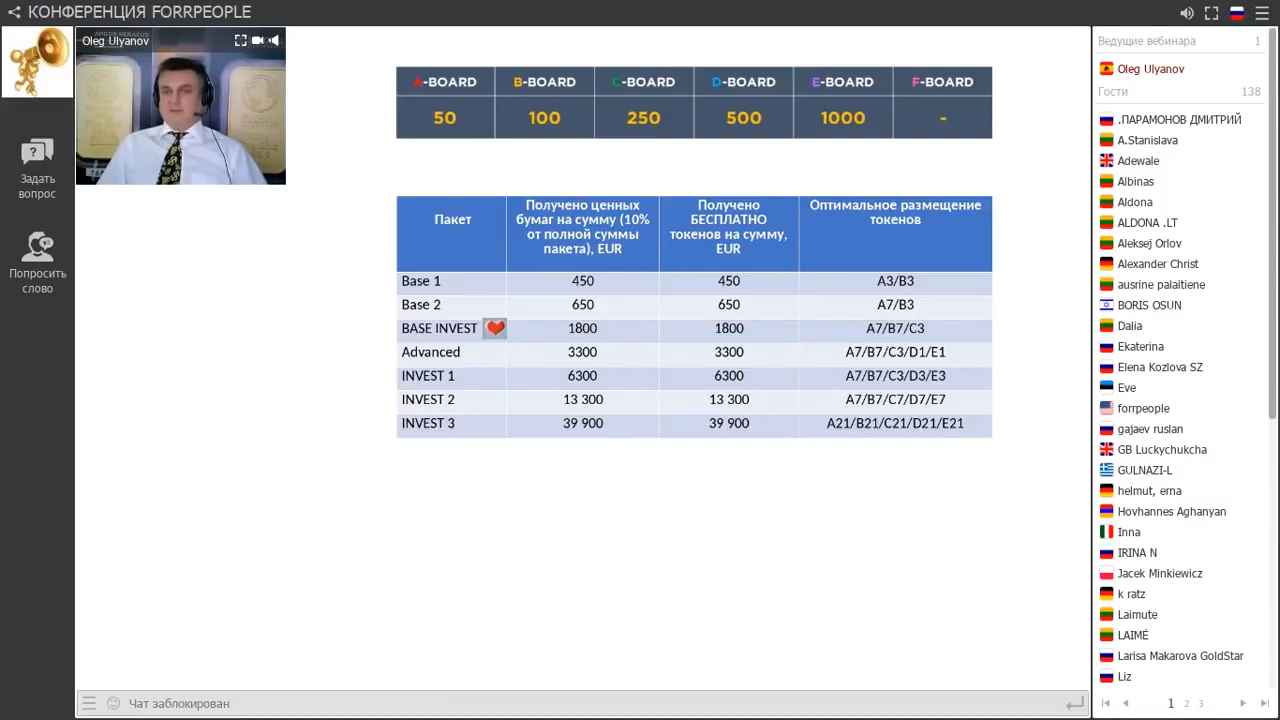 КОНФЕРЕНЦИЯ FORRPEOPLE
Oleg Ulyanov
ARGOR HERAEUS
Задать
вопрос
Попросить
слово
A-BOARD B-BOARD C-BOARD D-BOARD E-BOARD F-BOARD
50 100 250 500 1000 -
Пакет
Получено ценных
бумаг на сумму (10%
от полной суммы
пакета), EUR
Получено
БЕСПЛАТНО
токенов на сумму,
EUR
Оптимальное размещение
токенов
Base 1 450 450 A3/B3
Base 2 650 650 A7/B3
BASE INVEST 1800 1800 A7/B7/C3
Advanced 3300 3300 A7/B7/C3/D1/E1
INVEST 1 6300 6300 A7/B7/C3/D3/E3
INVEST 2 13 300 13 300 A7/B7/C7/D7/E7
INVEST 3 39 900 39 900 A21/B21/C21/D21/E21
Чат заблокирован
Ведущие вебинара 1
Oleg Ulyanov
Гости 138
.ПАРАМОНОВ ДМИТРИЙ
A.Stanislava
Adewale
Albinas
Aldona
ALDONA .LT
Aleksej Orlov
Alexander Christ
ausrine palaitiene
BORIS OSUN
Dalia
Ekaterina
Elena Kozlova SZ
Eve
forrpeople
gajaev ruslan
GB Luckychukcha
GULNAZI-L
helmut, erna
Hovhannes Aghanyan
Inna
IRINA N
Jacek Minkiewicz
k ratz
Laimute
LAIMĖ
Larisa Makarova GoldStar
Liz
1 2 3